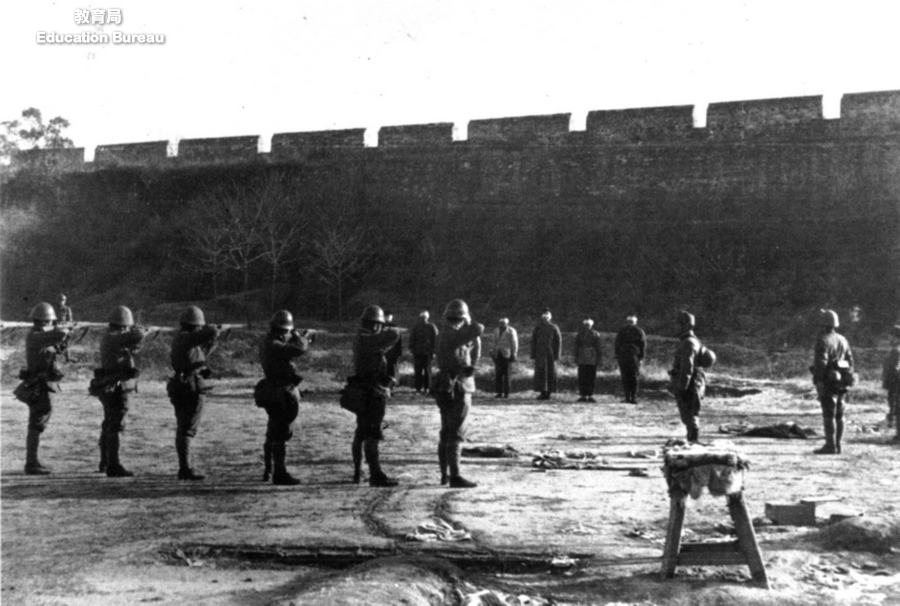 教育局
Education Bureau